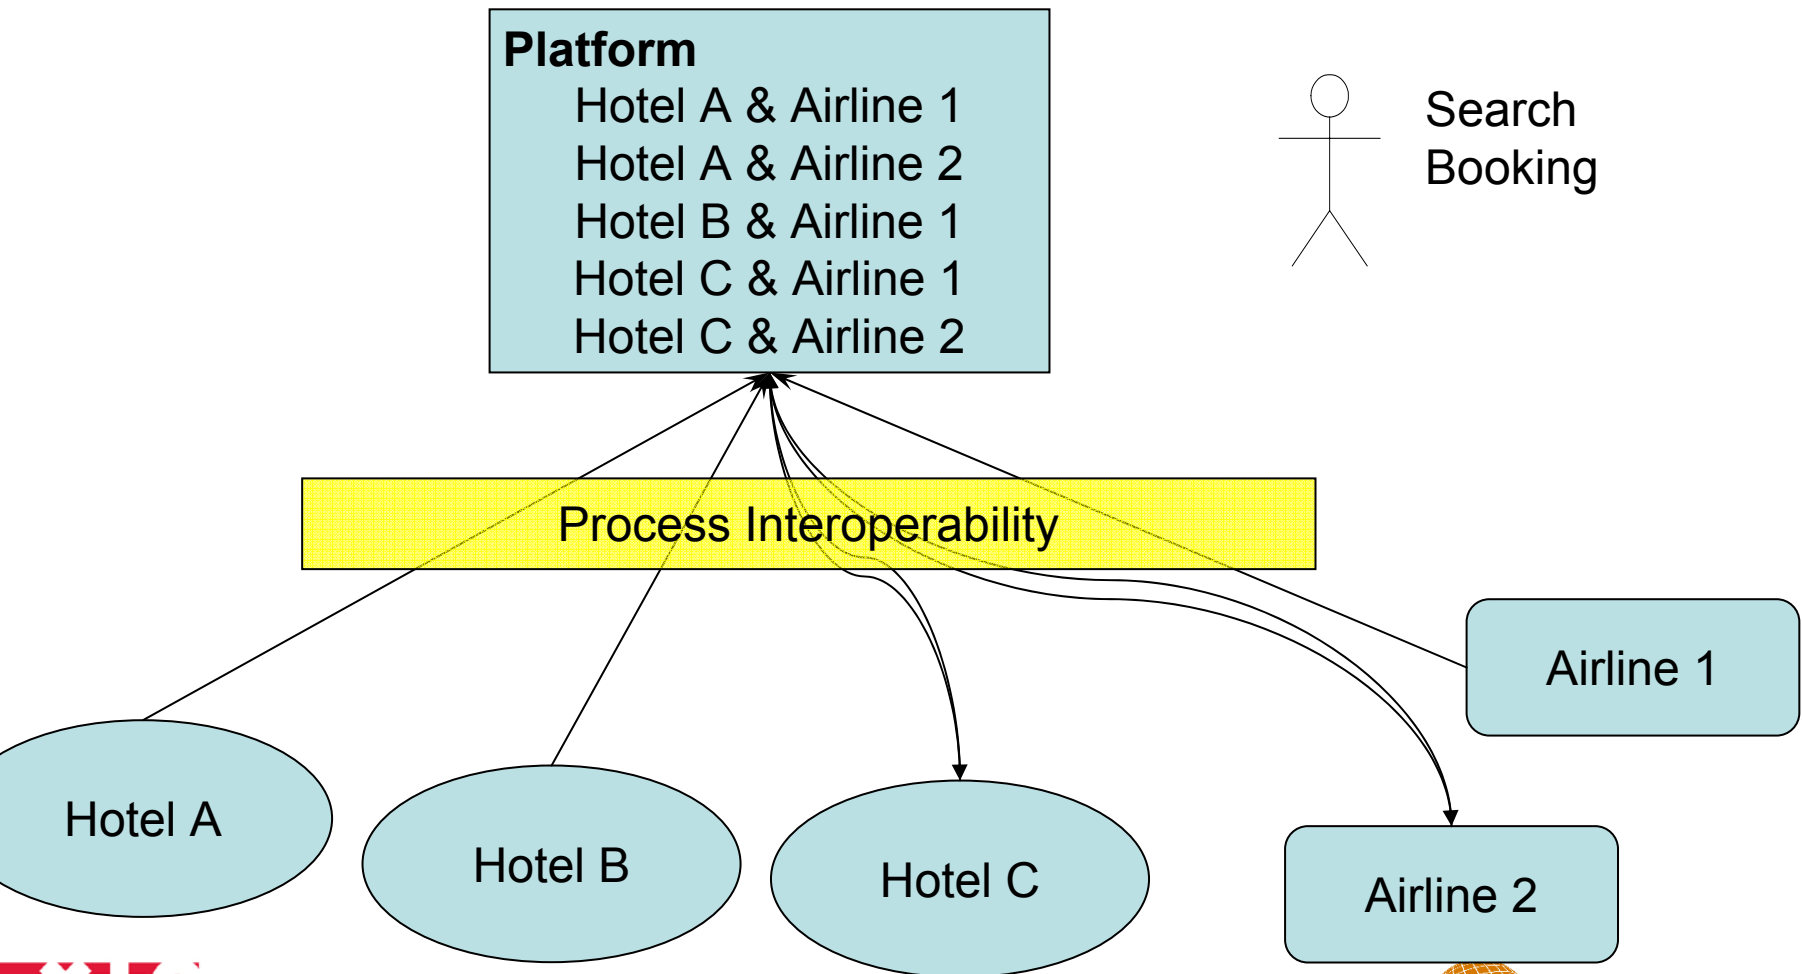 Platform
Hotel A & Airline 1
Hotel A & Airline 2
Hotel B & Airline 1
Hotel C & Airline 1
Hotel C & Airline 2
Search
Booking
Process Interoperability
Airline 1
Hotel A
Hotel B
Hotel C
Airline 2